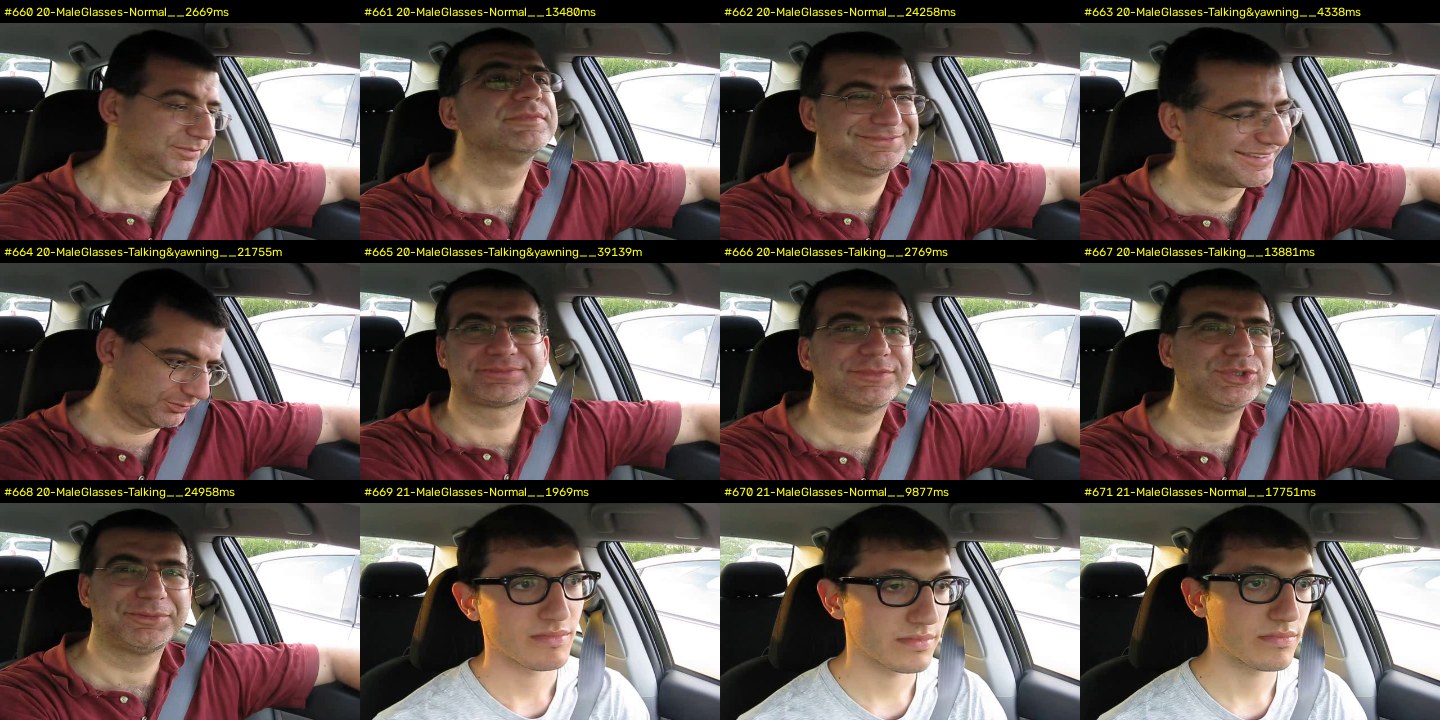 #660 20-MaleGlasses-Normal__2669ms
#661 20-MaleGlasses-Normal__13480ms
#662 20-MaleGlasses-Normal__24258ms
#663 20-MaleGlasses-Talking&yawning__4338ms
#664 20-MaleGlasses-Talking&yawning__21755m
#665 20-MaleGlasses-Talking&yawning__39139m
#666 20-MaleGlasses-Talking__2769ms
#667 20-MaleGlasses-Talking__13881ms
#668 20-MaleGlasses-Talking__24958ms
#669 21-MaleGlasses-Normal__1969ms
#670 21-MaleGlasses-Normal__9877ms
#671 21-MaleGlasses-Normal__17751ms